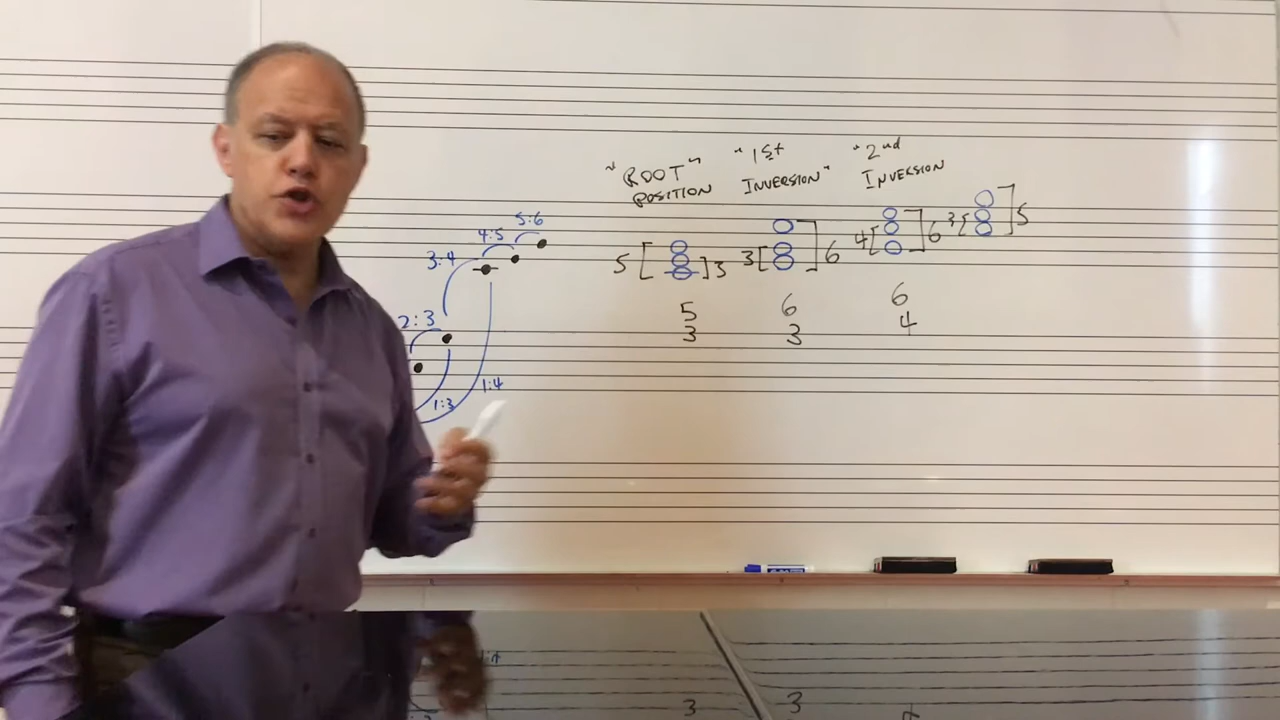 "ROOT"
POSITION
"1st
INVERSION"
"2nd
INVERSION
5:6
4:5
3:4
2:3
1:3
1:4
5 [ ] 3
3 [ ] 6
4 [ ] 6
3 [ ] 5
5
3
6
3
6
4